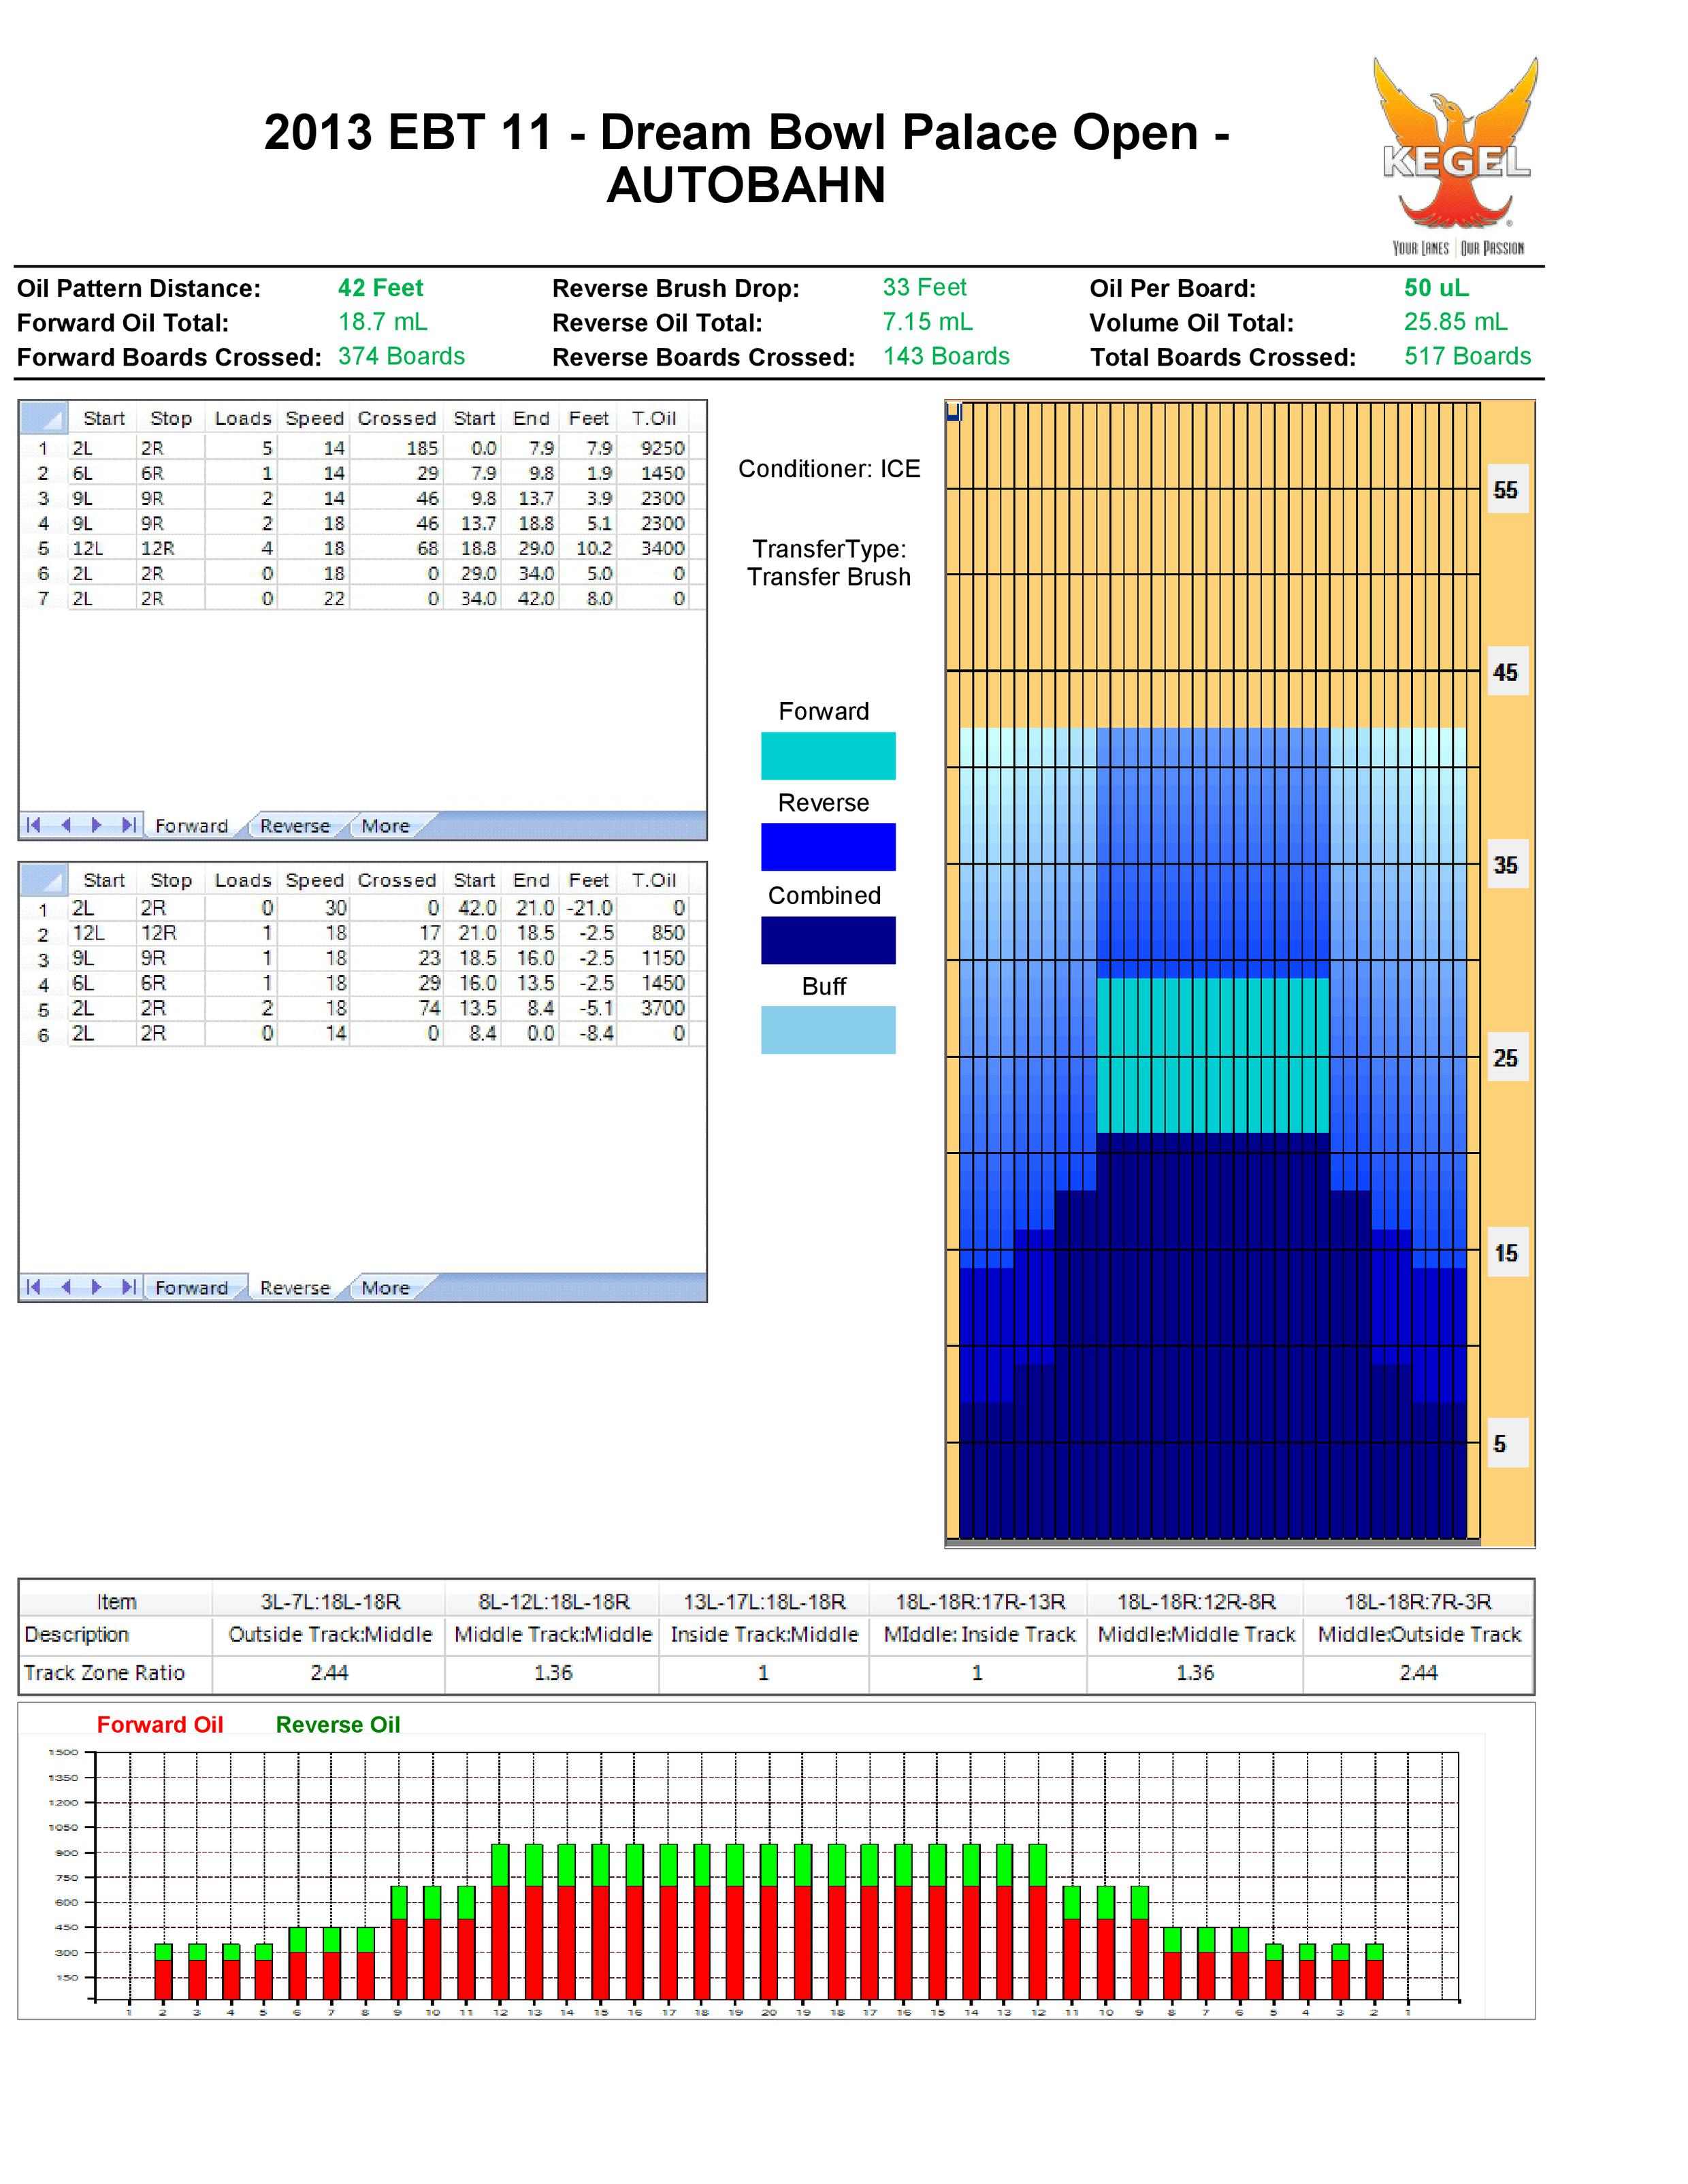 2013 EBT 11 - Dream Bowl Palace Open -
AUTOBAHN
KEGEL
®
YOUR LANES | OUR PASSION
Oil Pattern Distance: 42 Feet Reverse Brush Drop: 33 Feet Oil Per Board: 50 uL
Forward Oil Total: 18.7 mL Reverse Oil Total: 7.15 mL Volume Oil Total: 25.85 mL
Forward Boards Crossed: 374 Boards Reverse Boards Crossed: 143 Boards Total Boards Crossed: 517 Boards
Start Stop Loads Speed Crossed Start End Feet T.Oil
1 2L 2R 5 14 185 0.0 7.9 7.9 9250
2 6L 6R 1 14 29 7.9 9.8 1.9 1450
3 9L 9R 2 14 46 9.8 13.7 3.9 2300
4 9L 9R 2 18 46 13.7 18.8 5.1 2300
5 12L 12R 4 18 68 18.8 29.0 10.2 3400
6 2L 2R 0 18 0 29.0 34.0 5.0 0
7 2L 2R 0 22 0 34.0 42.0 8.0 0
Forward Reverse More
Start Stop Loads Speed Crossed Start End Feet T.Oil
1 2L 2R 0 30 0 42.0 21.0 -21.0 0
2 12L 12R 1 18 17 21.0 18.5 -2.5 850
3 9L 9R 1 18 23 18.5 16.0 -2.5 1150
4 6L 6R 1 18 29 16.0 13.5 -2.5 1450
5 2L 2R 2 18 74 13.5 8.4 -5.1 3700
6 2L 2R 0 14 0 8.4 0.0 -8.4 0
Forward Reverse More
Conditioner: ICE
TransferType:
Transfer Brush
Forward
Reverse
Combined
Buff
55
45
35
25
15
5
Item 3L-7L:18L-18R 8L-12L:18L-18R 13L-17L:18L-18R 18L-18R:17R-13R 18L-18R:12R-8R 18L-18R:7R-3R
Description Outside Track:Middle Middle Track:Middle Inside Track:Middle MIddle: Inside Track Middle:Middle Track Middle:Outside Track
Track Zone Ratio 2.44 1.36 1 1 1.36 2.44
Forward Oil Reverse Oil
1500
1350
1200
1050
900
750
600
450
300
150
1 2 3 4 5 6 7 8 9 10 11 12 13 14 15 16 17 18 19 20 19 18 17 16 15 14 13 12 11 10 9 8 7 6 5 4 3 2 1